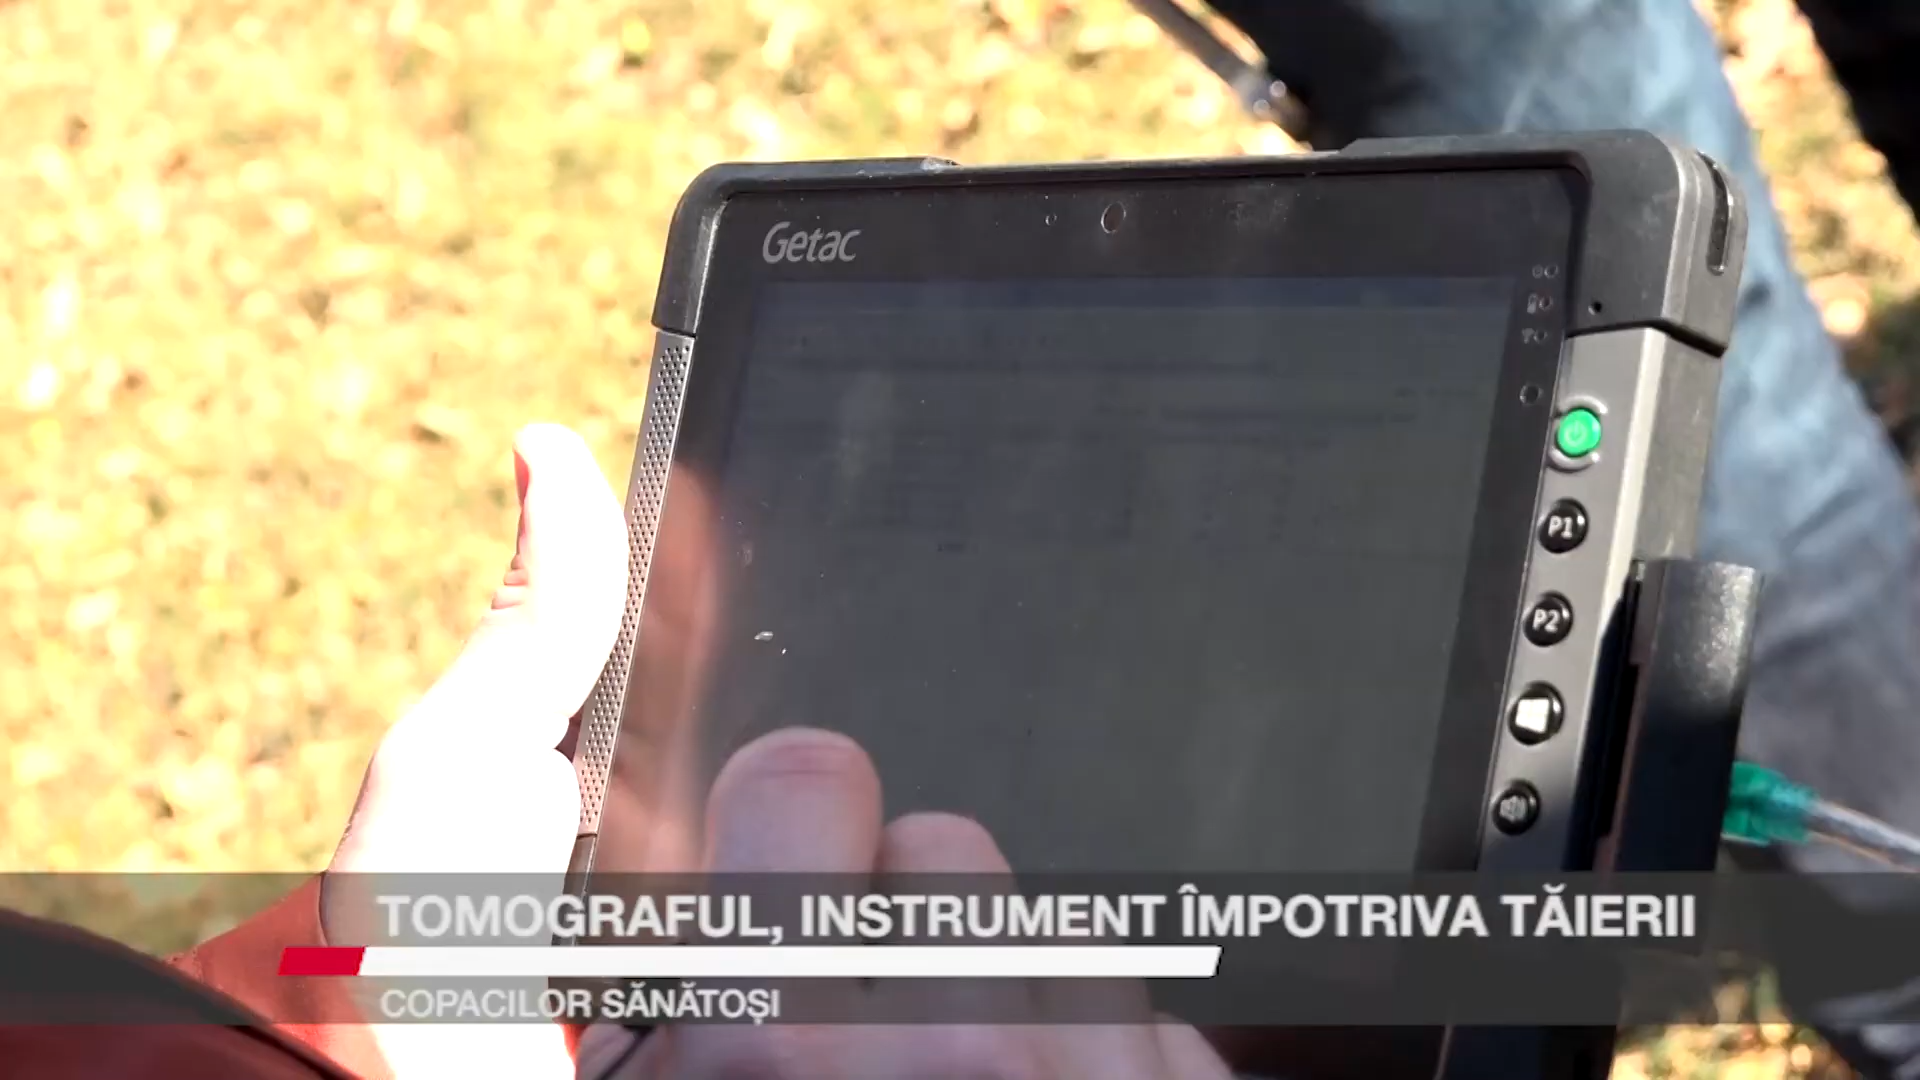 Getac
P1
P2
TOMOGRAFUL, INSTRUMENT ÎMPOTRIVA TĂIERII
COPACILOR SĂNĂTOȘI